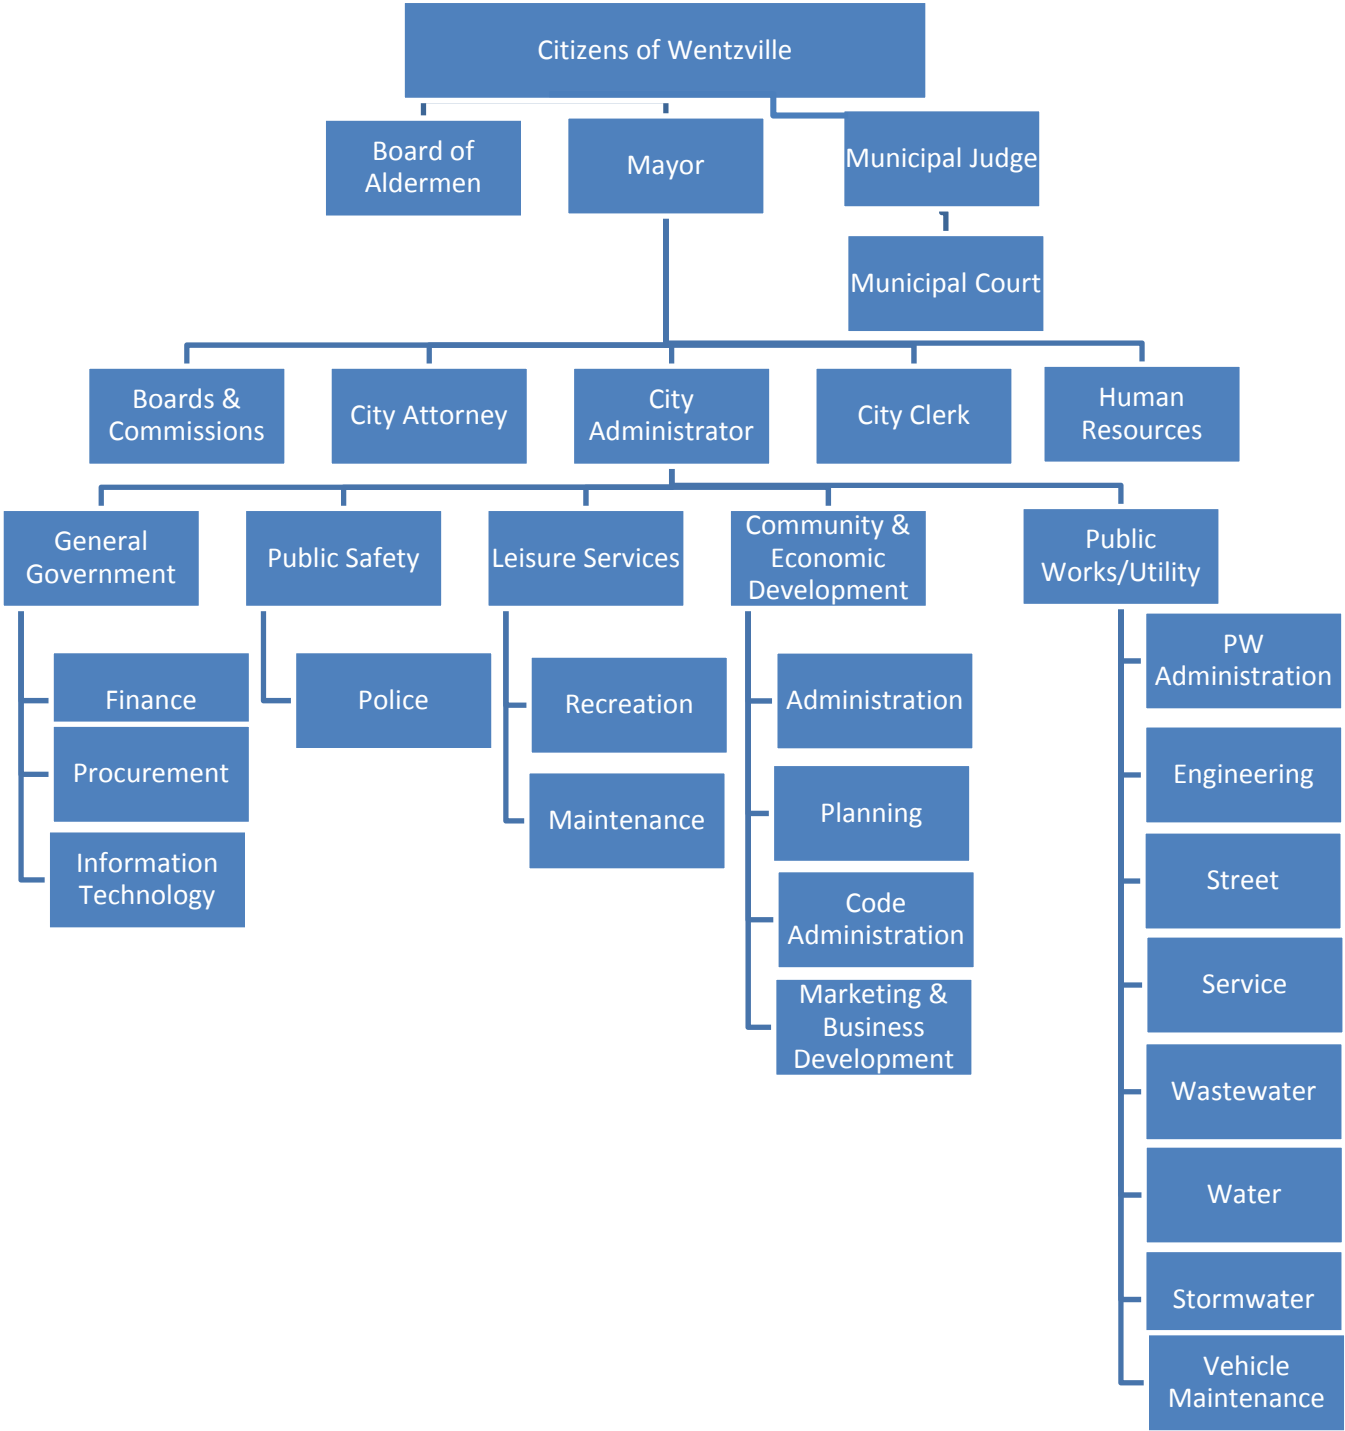 Citizens of Wentzville
Board of
Aldermen
Mayor
Municipal Judge
Municipal Court
Boards &
Commissions
City Attorney
City
Administrator
City Clerk
Human
Resources
General
Government
Public Safety
Leisure Services
Community &
Economic
Development
Public
Works/Utility
Finance
Procurement
Information
Technology
Police
Recreation
Maintenance
Administration
Planning
Code
Administration
Marketing &
Business
Development
PW
Administration
Engineering
Street
Service
Wastewater
Water
Stormwater
Vehicle
Maintenance